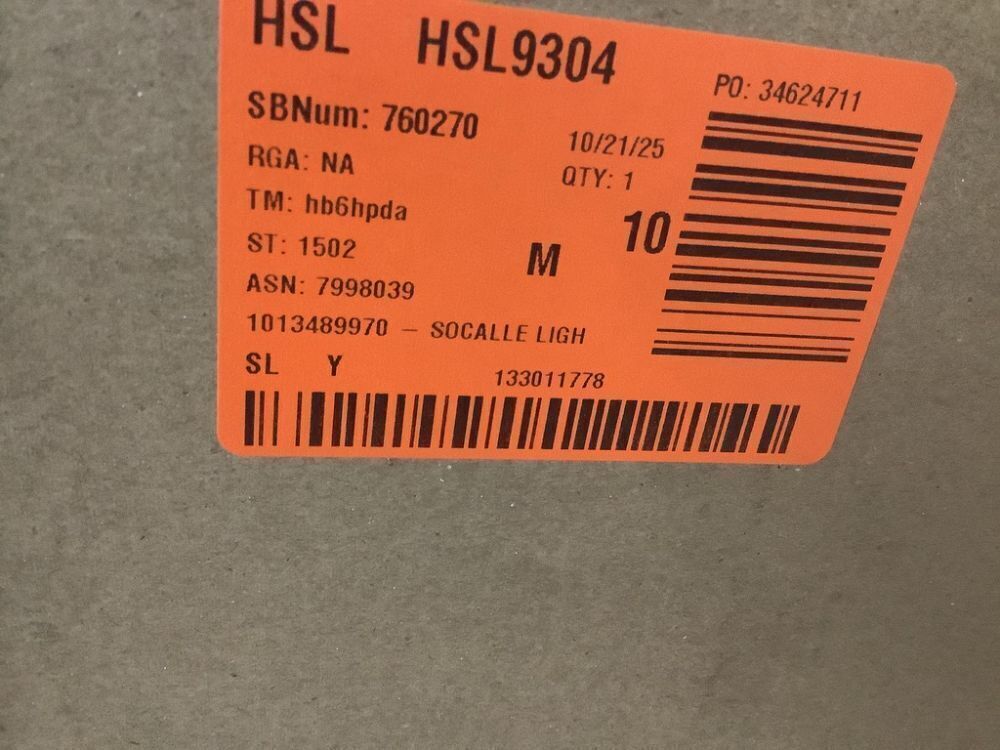 HSL HSL9304
PO: 34624711
SBNum: 760270
10/21/25
RGA: NA
QTY: 1
TM: hb6hpda
10
ST: 1502
M
ASN: 7998039
1013489970 – SOCALLE LIGH
SL Y
133011778